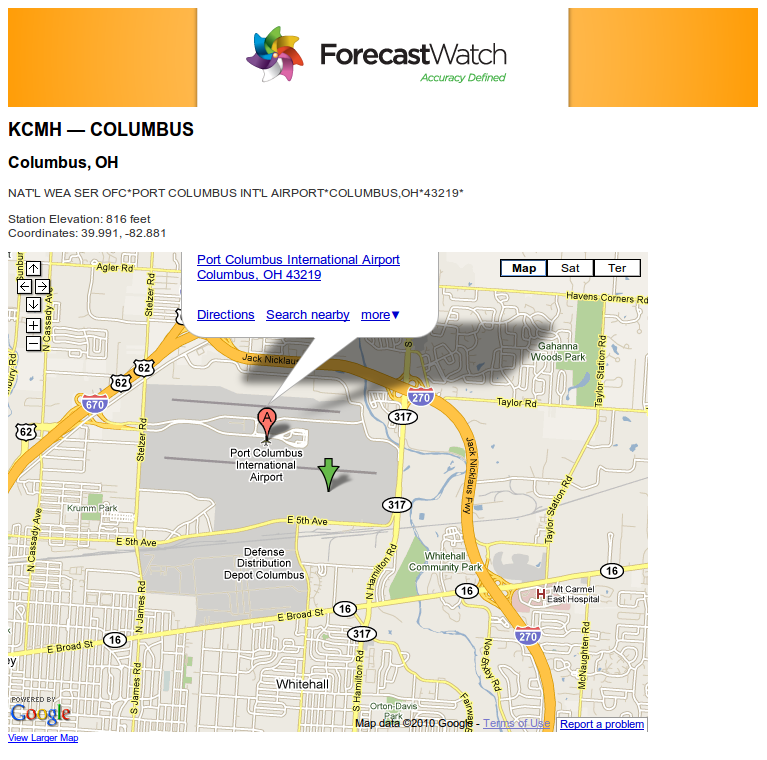 ForecastWatch
Accuracy Defined
KCMH — COLUMBUS
Columbus, OH
NAT'L WEA SER OFC*PORT COLUMBUS INT'L AIRPORT*COLUMBUS,OH*43219*
Station Elevation: 816 feet
Coordinates: 39.991, -82.881
Port Columbus International Airport
Columbus, OH 43219
Directions Search nearby more▼
Map Sat Ter
Agler Rd
Stelzer Rd
N Cassady Ave
Havens Corners Rd
Gahanna
Woods Park
Taylor Station Rd
Jack Nicklaus
62
62
670
62
270
Taylor Rd
317
A
Port Columbus
International
Airport
Stelzer Rd
Jack Nicklaus Fwy
Taylor Station Rd
Krumm Park
317
N Cassady Ave
E 5th Ave
E 5th Ave
Defense
Distribution
Depot Columbus
N Hamilton Rd
Whitehall
Community Park
16
16
H
Mt Carmel
East Hospital
N James Rd
E Broad St
16
317
270
16
E Broad St
McNaughten Rd
S James Rd
S Hamilton Rd
Whitehall
Orton-Davis
Park
POWERED BY
Google
Map data ©2010 Google - Terms of Use
Report a problem
View Larger Map